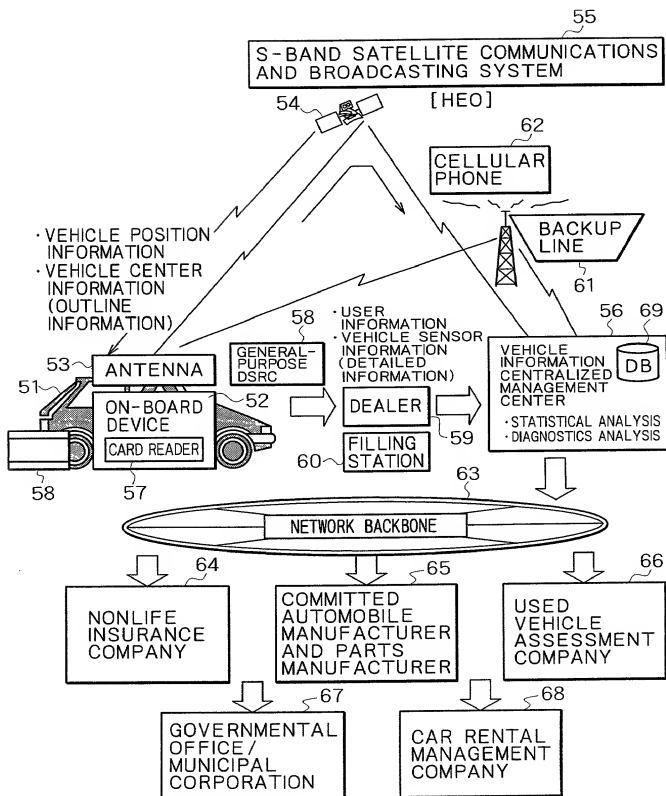 55
S-BAND SATELLITE COMMUNICATIONS
AND BROADCASTING SYSTEM
54
[HEO]
62
CELLULAR
PHONE
BACKUP
LINE
61
· VEHICLE POSITION
INFORMATION
· VEHICLE CENTER
INFORMATION
(OUTLINE
INFORMATION)
58
GENERAL-
PURPOSE
DSRC
· USER
INFORMATION
· VEHICLE SENSOR
INFORMATION
(DETAILED
INFORMATION)
56
69
VEHICLE
INFORMATION
CENTRALIZED
MANAGEMENT
CENTER
DB
· STATISTICAL ANALYSIS
· DIAGNOSTICS ANALYSIS
53
ANTENNA
51
52
ON-BOARD
DEVICE
CARD READER
57
58
DEALER
59
60
FILLING
STATION
63
NETWORK BACKBONE
64
NONLIFE
INSURANCE
COMPANY
65
COMMITTED
AUTOMOBILE
MANUFACTURER
AND PARTS
MANUFACTURER
66
USED
VEHICLE
ASSESSMENT
COMPANY
67
GOVERNMENTAL
OFFICE/
MUNICIPAL
CORPORATION
68
CAR RENTAL
MANAGEMENT
COMPANY